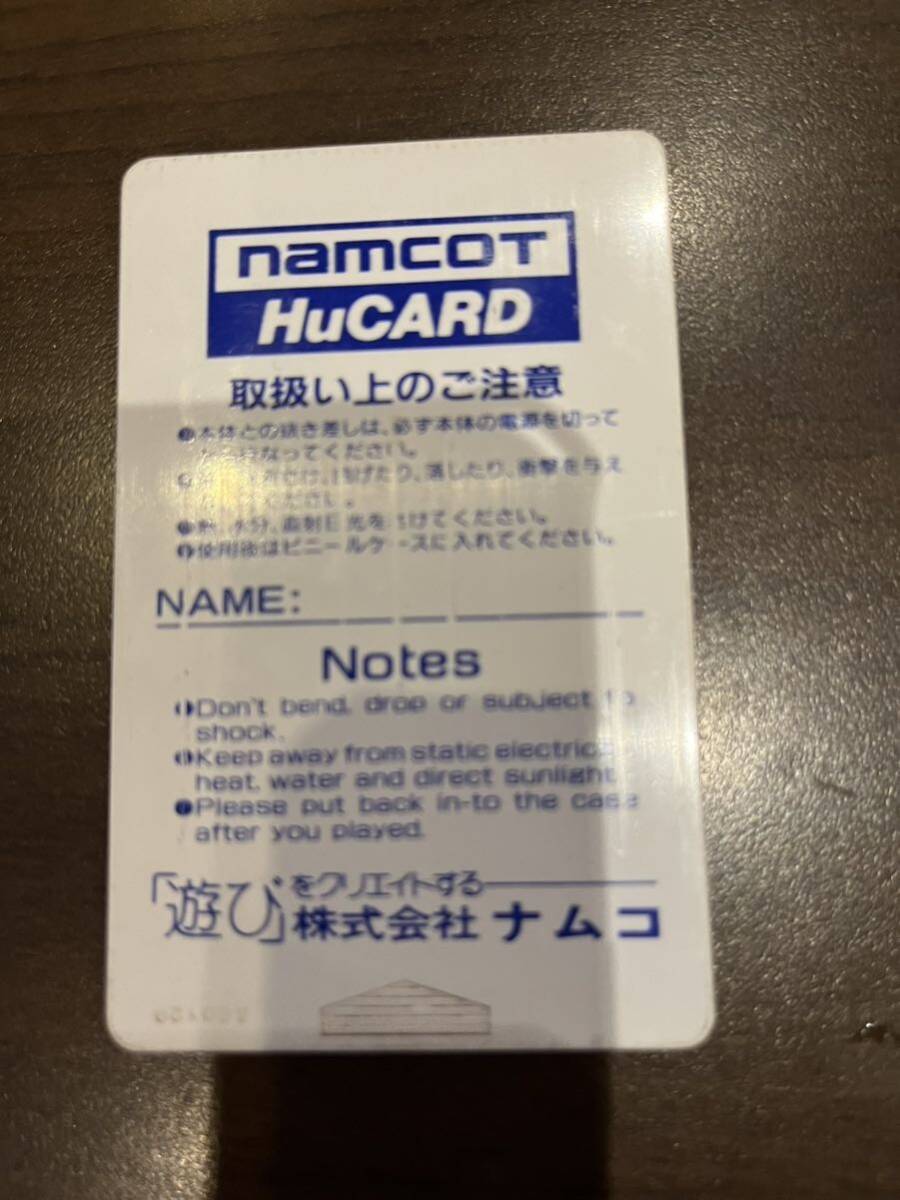 namcot
HuCARD
取扱い上のご注意
❶本体との抜き差しは、必ず本体の電源を切って
なってください。
げたり、落したり、衝撃を与え
ください。
水分、直射日光を けてください。
❹使用後はビニールケースに入れてください。
NAME:
Notes
❶Don't bend, drop or subject to
shock.
Keep away from static electrical
heat, water and direct sunlight.
Please put back in-to the case
after you played.
「遊び」をクリエイトする
株式会社ナムコ